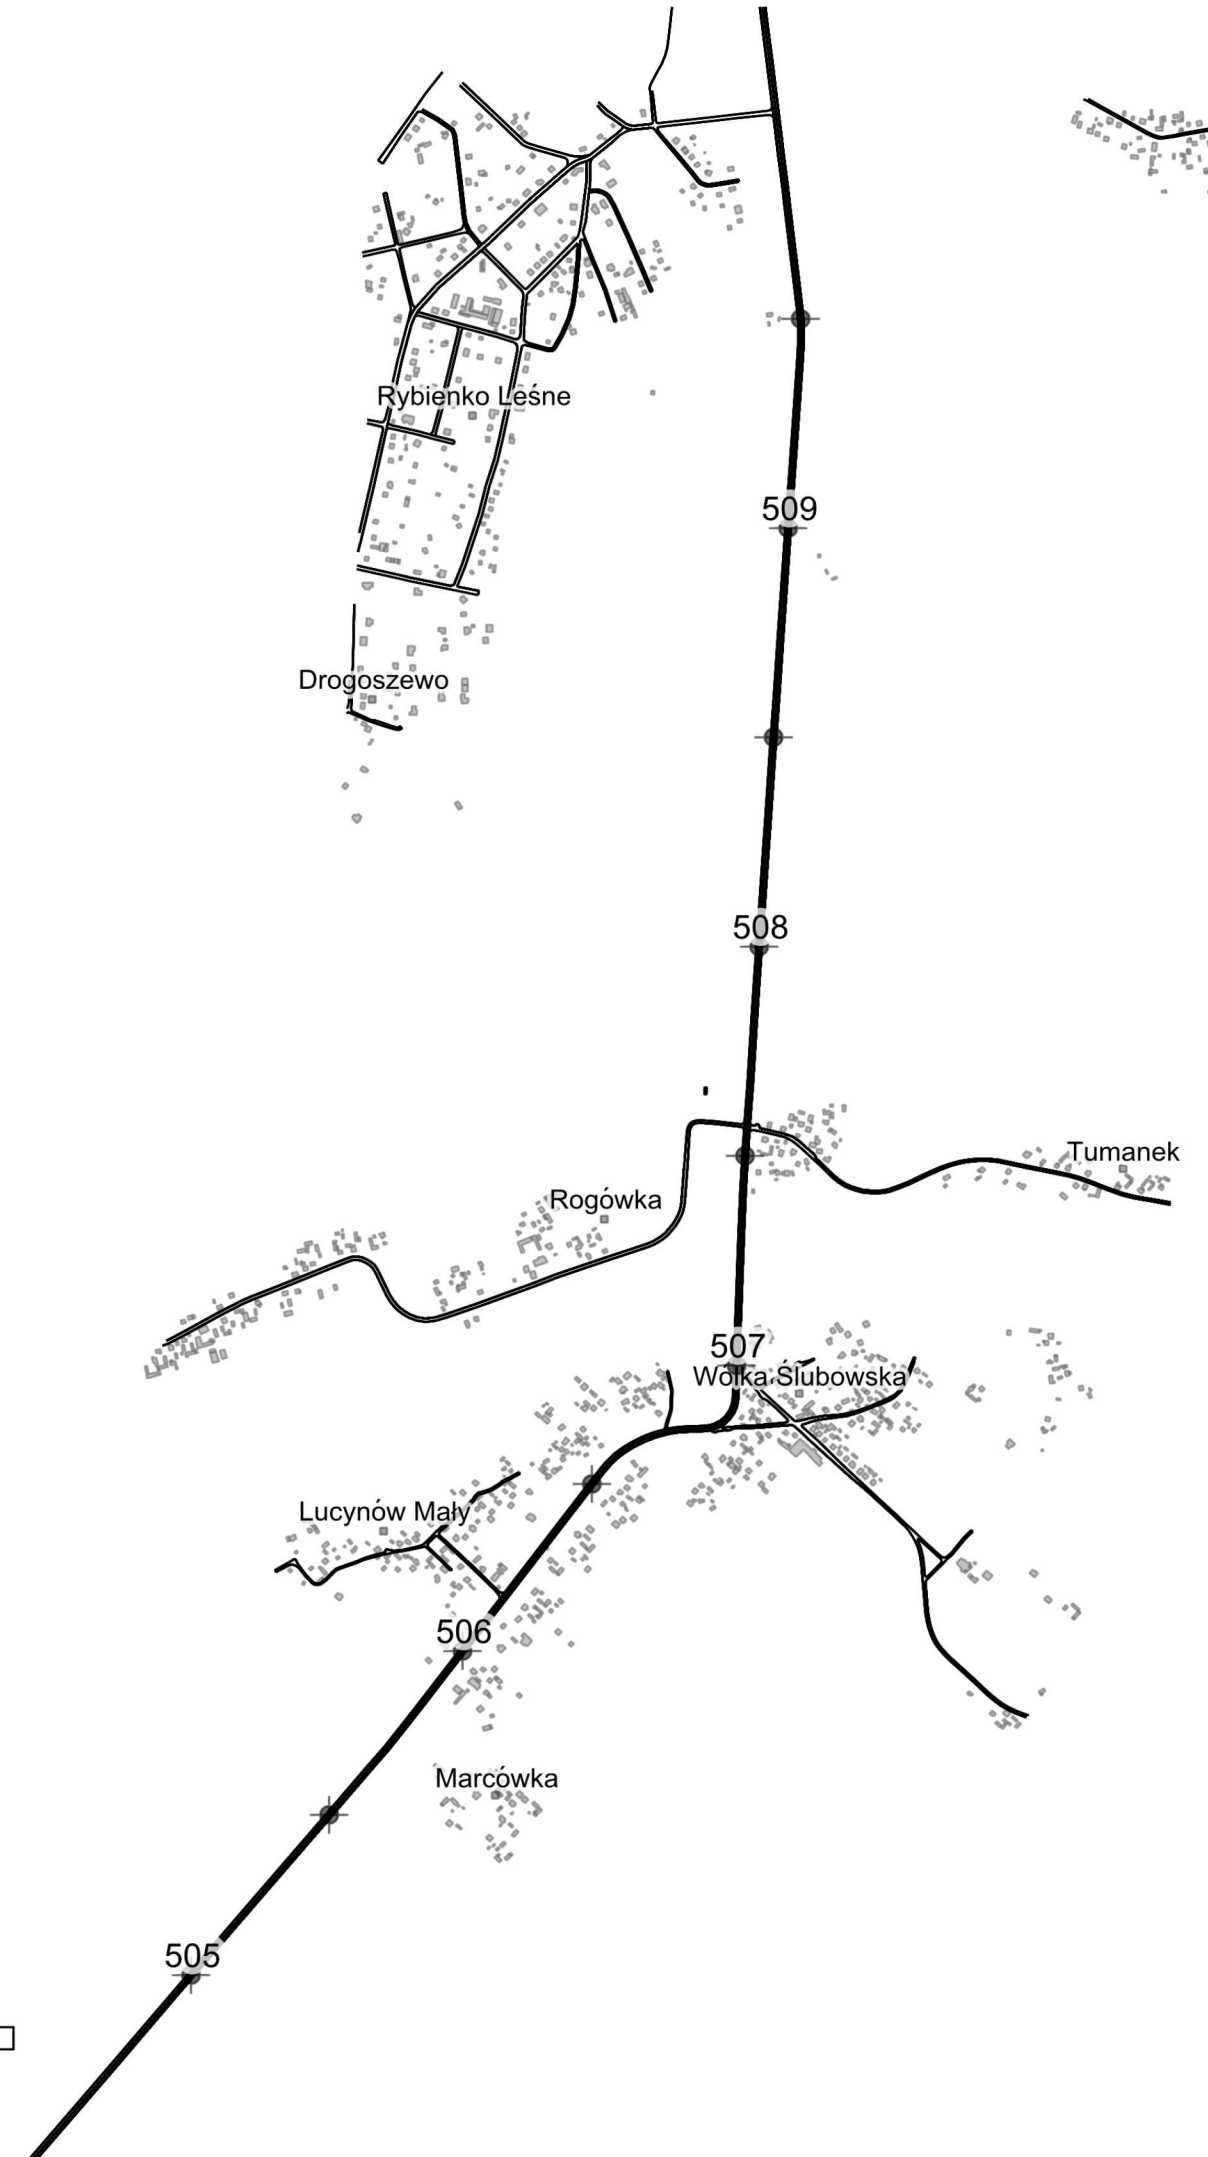 Rybienko Leśne
509
Drogoszewo
508
Tumanek
Rogówka
507
Wólka Ślubowska
Lucynów Mały
506
Marcówka
505